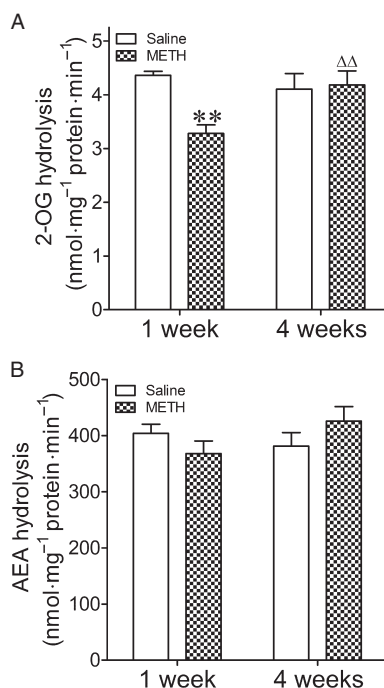 A
2-OG hydrolysis
(nmol·mg⁻¹ protein·min⁻¹)
5
4
3
2
1
0
Saline
METH
**
ΔΔ
1 week
4 weeks
B
AEA hydrolysis
(nmol·mg⁻¹ protein·min⁻¹)
500
400
300
200
100
0
Saline
METH
1 week
4 weeks